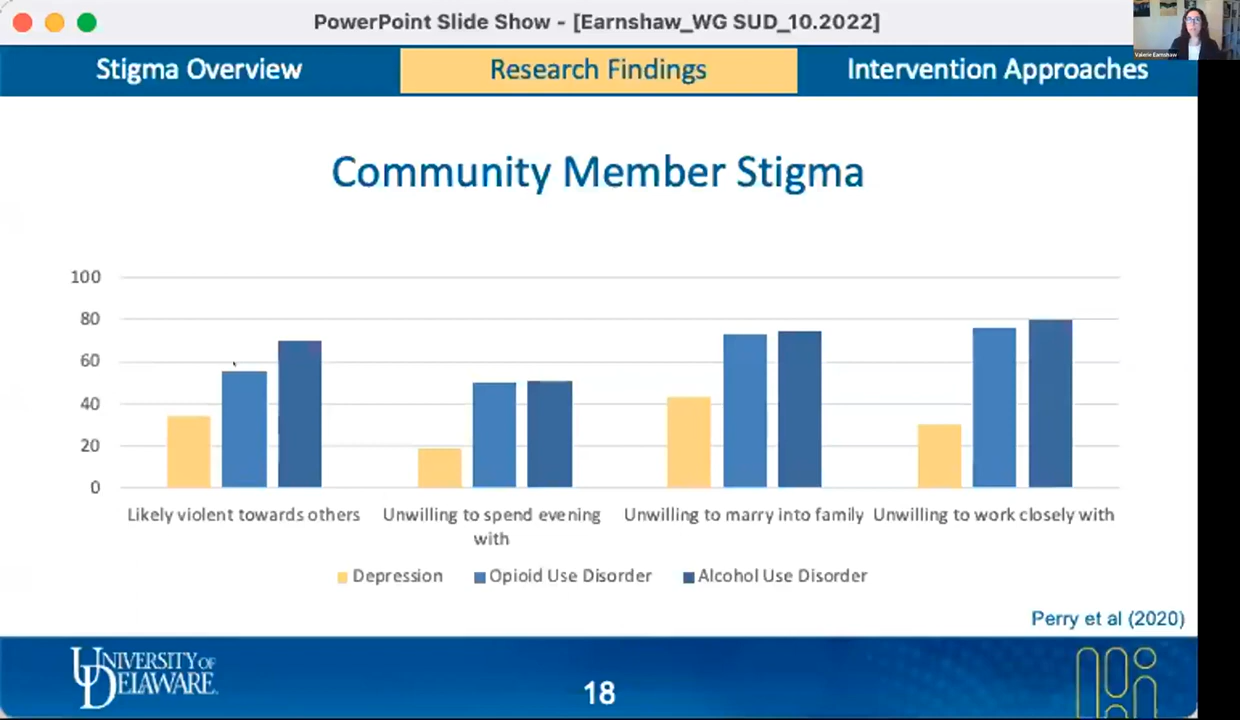 PowerPoint Slide Show - [Earnshaw_WG SUD_10.2022]
Valerie Earnshaw
Stigma Overview
Research Findings
Intervention Approaches
Community Member Stigma
100
80
60
40
20
0
Likely violent towards others
Unwilling to spend evening
with
Unwilling to marry into family
Unwilling to work closely with
Depression
Opioid Use Disorder
Alcohol Use Disorder
Perry et al (2020)
UNIVERSITY OF
DELAWARE.
18